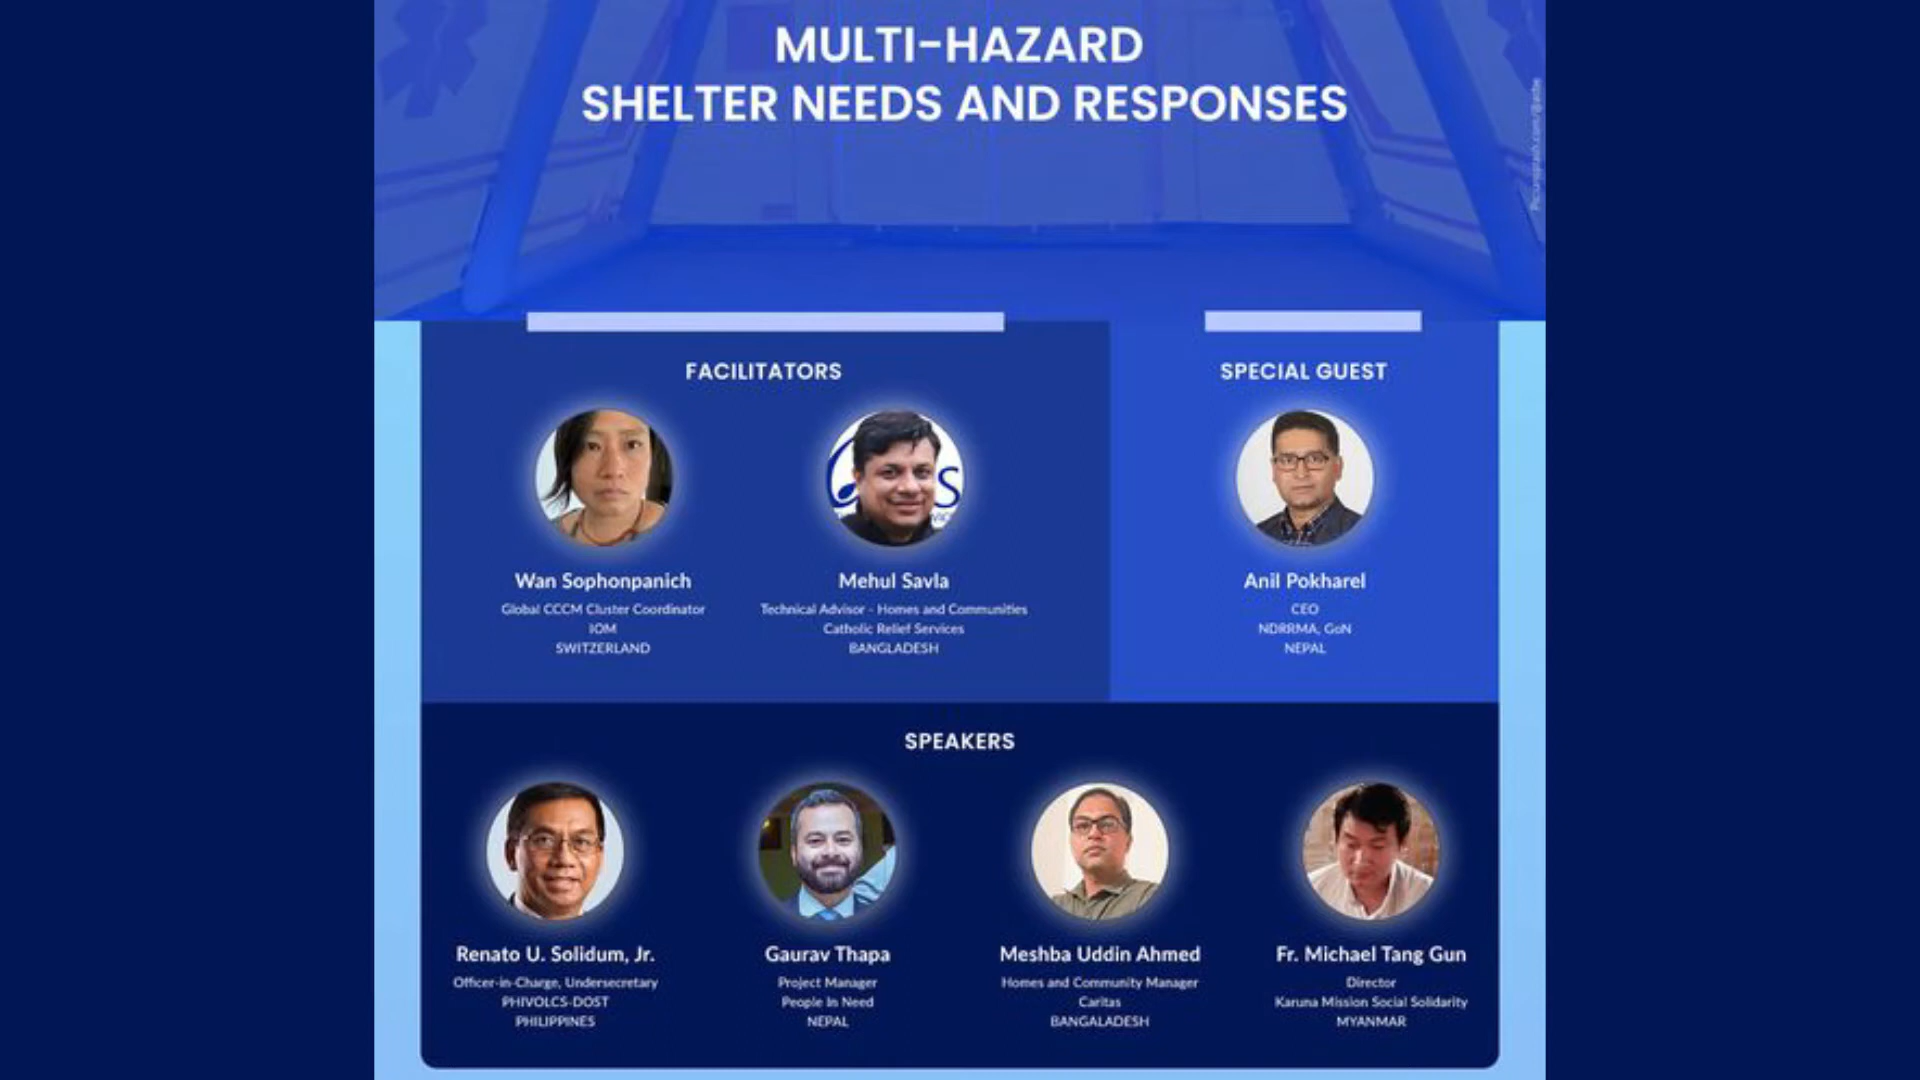 MULTI-HAZARD
SHELTER NEEDS AND RESPONSES
FACILITATORS
SPECIAL GUEST
Wan Sophonpanich
Global CCCM Cluster Coordinator
IOM
SWITZERLAND
Mehul Savla
Technical Advisor - Homes and Communities
Catholic Relief Services
BANGLADESH
Anil Pokharel
CEO
NDRRMA, GoN
NEPAL
SPEAKERS
Renato U. Solidum, Jr.
Officer-in-Charge, Undersecretary
PHIVOLCS-DOST
PHILIPPINES
Gaurav Thapa
Project Manager
People In Need
NEPAL
Meshba Uddin Ahmed
Homes and Community Manager
Caritas
BANGALADESH
Fr. Michael Tang Gun
Director
Karuna Mission Social Solidarity
MYANMAR